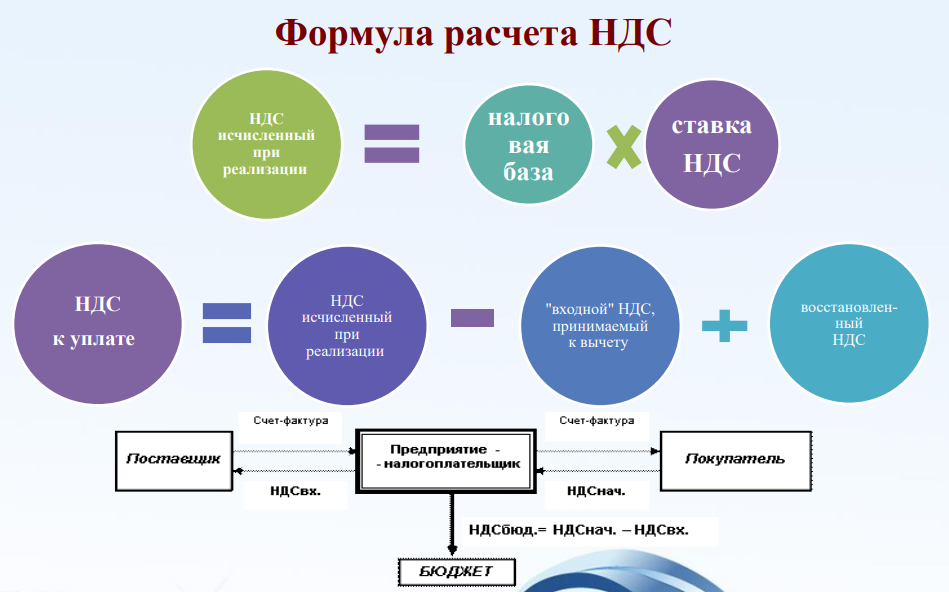 Формула расчета НДС
НДС
исчисленный
при
реализации
=
налого
вая
база
×
ставка
НДС
НДС
к уплате
=
НДС
исчисленный
при
реализации
-
"входной" НДС,
принимаемый
к вычету
+
восстановлен-
ный
НДС
Счет-фактура
Счет-фактура
Поставщик
Предприятие -
- налогоплательщик
Покупатель
НДСвх.
НДСнач.
НДСбюд.= НДСнач. – НДСвх.
БЮДЖЕТ